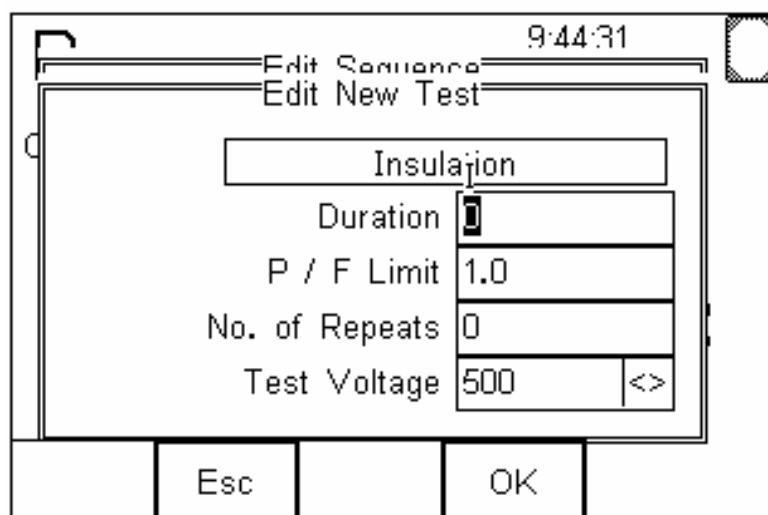 9:44:31
Edit Sequence
Edit New Test
Insulation
Duration 0
P / F Limit 1.0
No. of Repeats 0
Test Voltage 500 <>
Esc OK